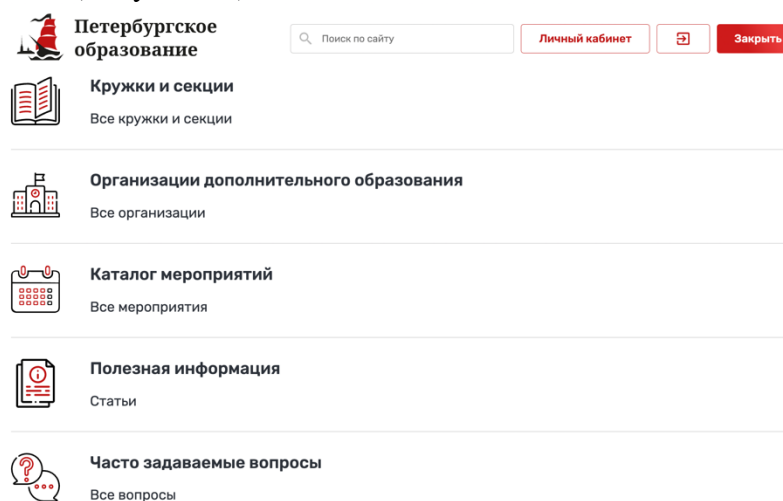 Петербургское
образование
Поиск по сайту
Личный кабинет
Закрыть
Кружки и секции
Все кружки и секции
Организации дополнительного образования
Все организации
Каталог мероприятий
Все мероприятия
Полезная информация
Статьи
Часто задаваемые вопросы
Все вопросы